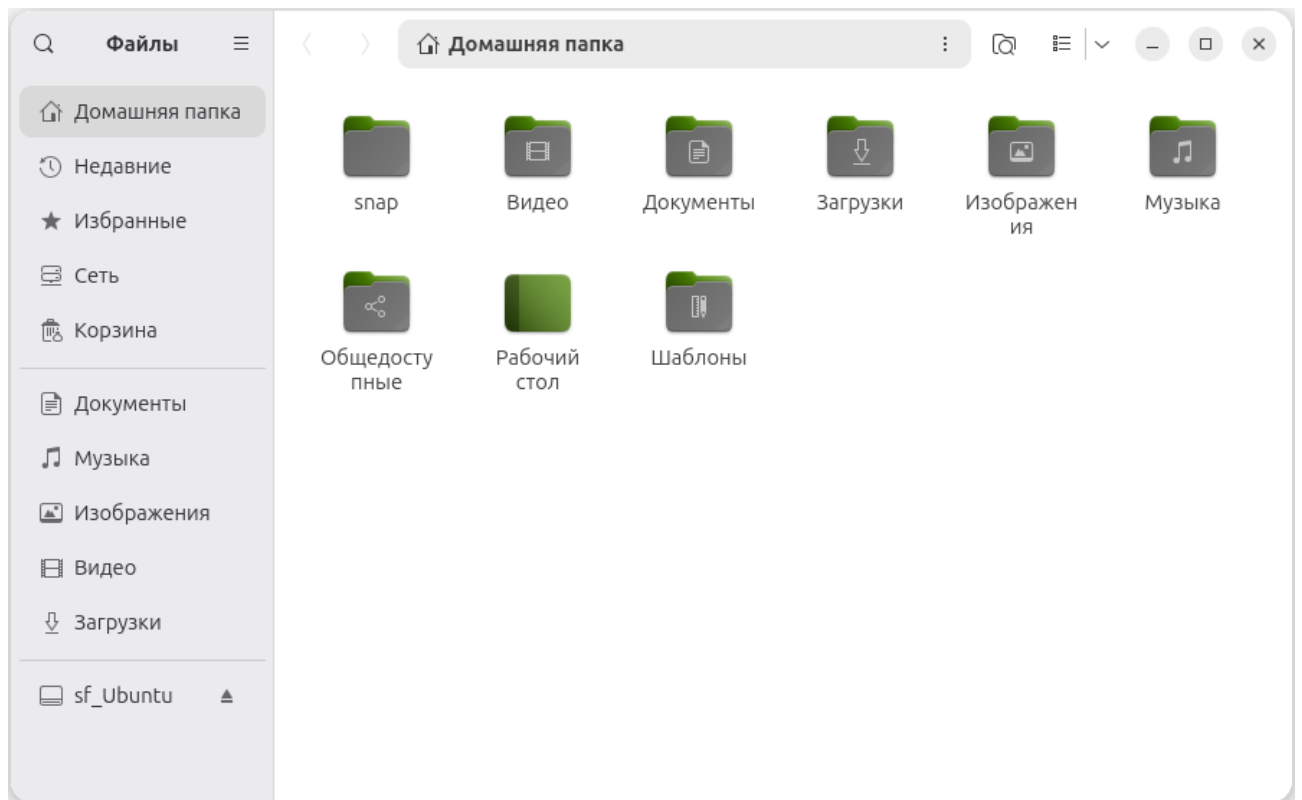 Файлы
Домашняя папка
Домашняя папка
Недавние
Избранные
Сеть
Корзина
Документы
Музыка
Изображения
Видео
Загрузки
sf_Ubuntu
snap
Видео
Документы
Загрузки
Изображен
ия
Музыка
Общедосту
пные
Рабочий
стол
Шаблоны